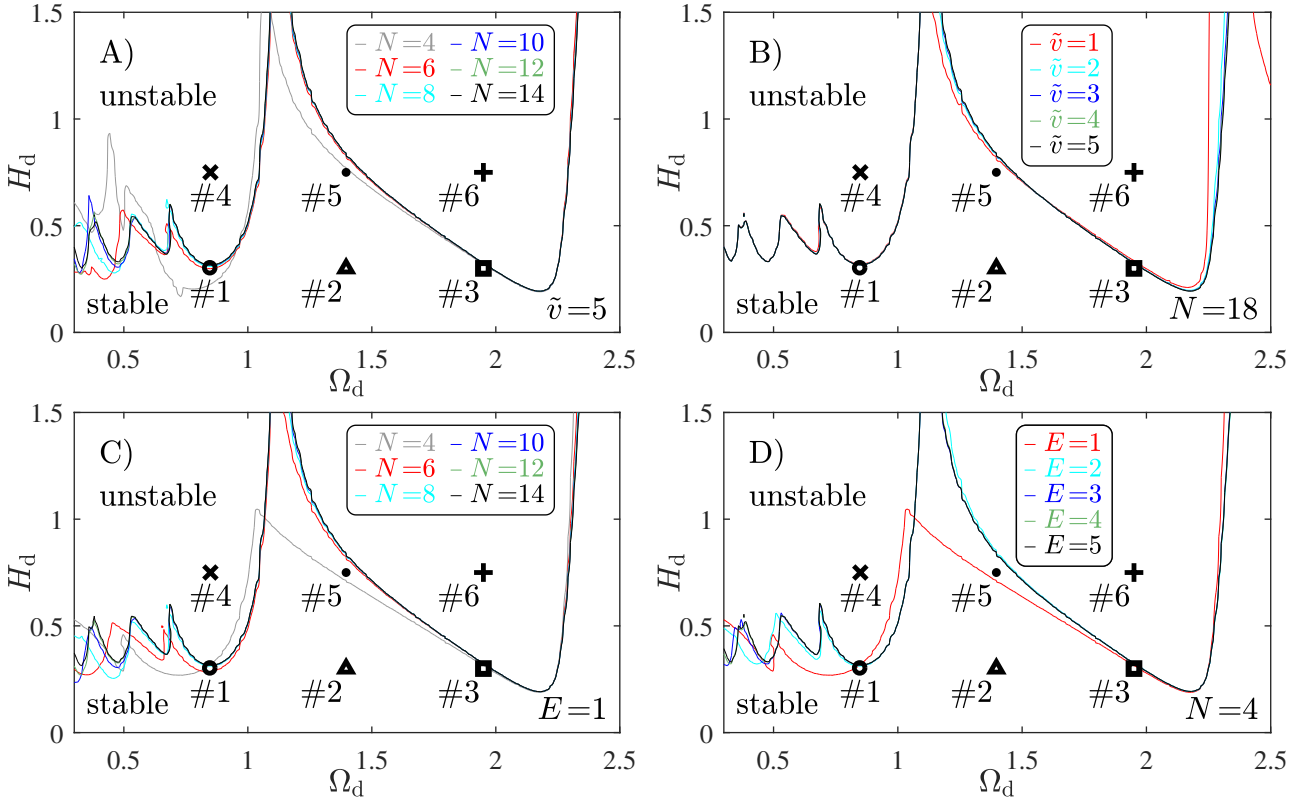 A)
unstable
N=4 N=10
N=6 N=12
N=8 N=14
#4 #5 #6
#1 #2 #3
stable
ṽ=5
H_d
1.5
1
0.5
0
0.5 1 1.5 2 2.5
Ω_d
B)
unstable
ṽ=1
ṽ=2
ṽ=3
ṽ=4
ṽ=5
#4 #5 #6
#1 #2 #3
stable
N=18
H_d
1.5
1
0.5
0
0.5 1 1.5 2 2.5
Ω_d
C)
unstable
N=4 N=10
N=6 N=12
N=8 N=14
#4 #5 #6
#1 #2 #3
stable
E=1
H_d
1.5
1
0.5
0
0.5 1 1.5 2 2.5
Ω_d
D)
unstable
E=1
E=2
E=3
E=4
E=5
#4 #5 #6
#1 #2 #3
stable
N=4
H_d
1.5
1
0.5
0
0.5 1 1.5 2 2.5
Ω_d